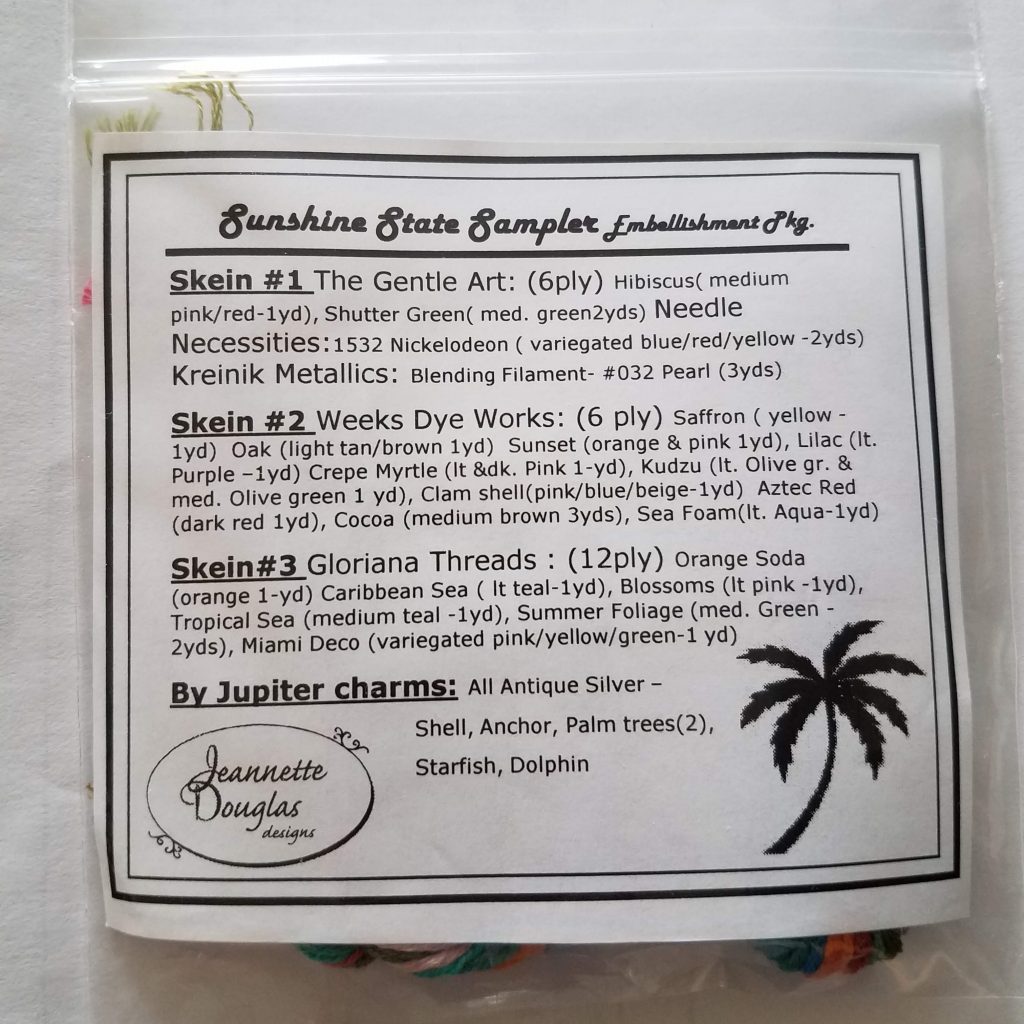 Sunshine State Sampler Embellishment Pkg.
Skein #1 The Gentle Art: (6ply) Hibiscus( medium
pink/red-1yd), Shutter Green( med. green2yds) Needle
Necessities:1532 Nickelodeon ( variegated blue/red/yellow -2yds)
Kreinik Metallics: Blending Filament- #032 Pearl (3yds)
Skein #2 Weeks Dye Works: (6 ply) Saffron ( yellow -
1yd) Oak (light tan/brown 1yd) Sunset (orange & pink 1yd), Lilac (lt.
Purple –1yd) Crepe Myrtle (lt &dk. Pink 1-yd), Kudzu (lt. Olive gr. &
med. Olive green 1 yd), Clam shell(pink/blue/beige-1yd) Aztec Red
(dark red 1yd), Cocoa (medium brown 3yds), Sea Foam(lt. Aqua-1yd)
Skein#3 Gloriana Threads : (12ply) Orange Soda
(orange 1-yd) Caribbean Sea ( lt teal-1yd), Blossoms (lt pink -1yd),
Tropical Sea (medium teal -1yd), Summer Foliage (med. Green -
2yds), Miami Deco (variegated pink/yellow/green-1 yd)
By Jupiter charms: All Antique Silver –
Shell, Anchor, Palm trees(2),
Starfish, Dolphin
Jeannette
Douglas
designs